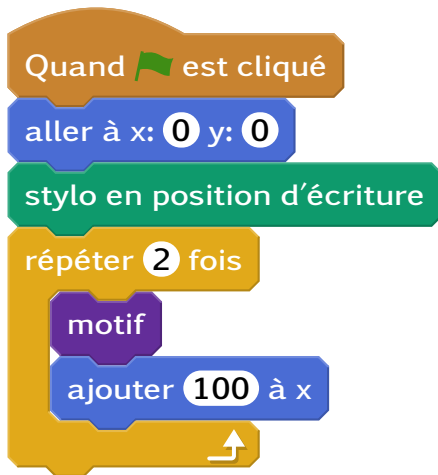 Quand est cliqué
aller à x: 0 y: 0
stylo en position d'écriture
répéter 2 fois
motif
ajouter 100 à x